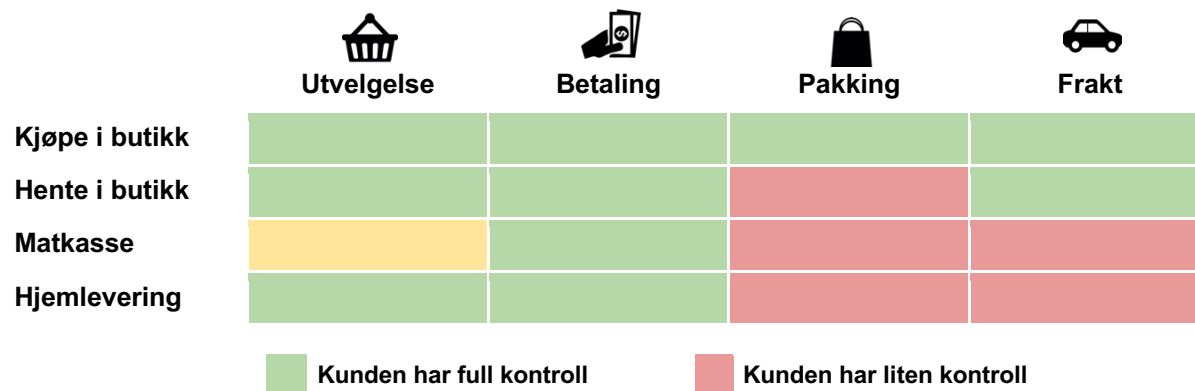 Utvelgelse Betaling Pakking Frakt
Kjøpe i butikk
Hente i butikk
Matkasse
Hjemlevering
Kunden har full kontroll Kunden har liten kontroll